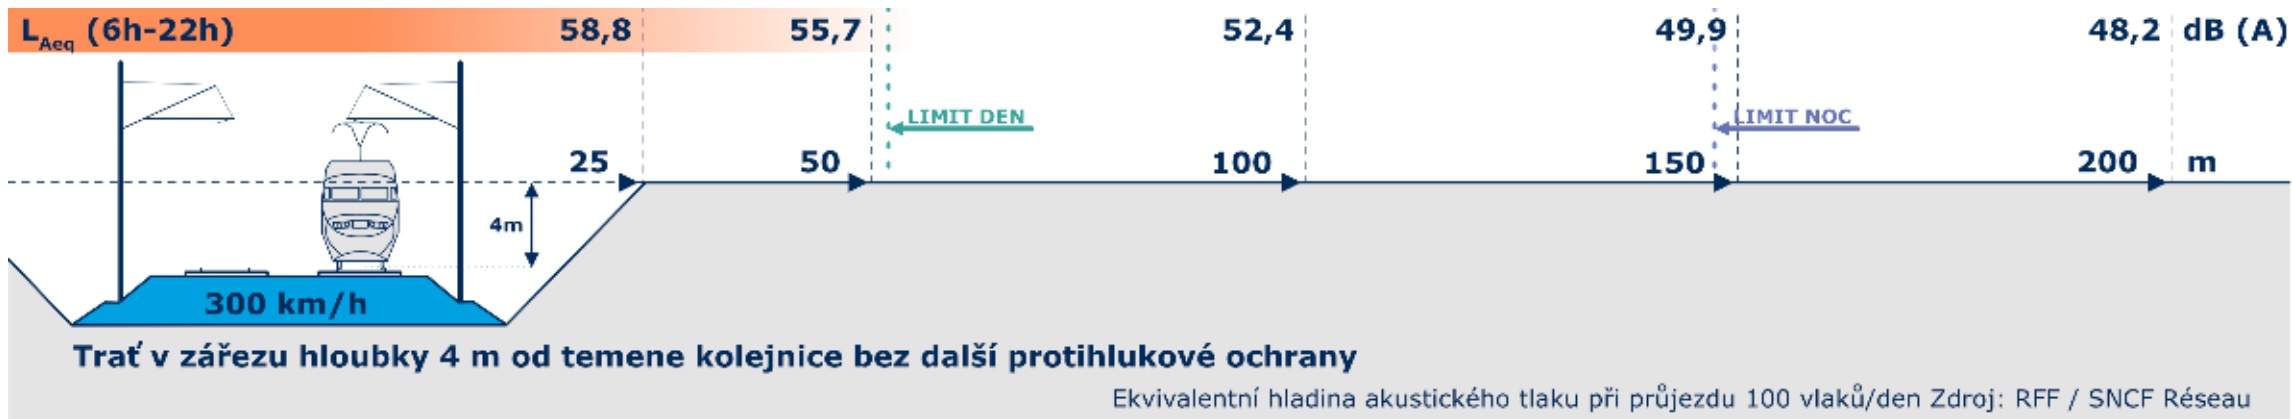 L_Aeq (6h-22h) 58,8 55,7 52,4 49,9 48,2 dB (A)
LIMIT DEN LIMIT NOC
25 50 100 150 200 m
4m
300 km/h
Trať v zářezu hloubky 4 m od temene kolejnice bez další protihlukové ochrany
Ekvivalentní hladina akustického tlaku při průjezdu 100 vlaků/den Zdroj: RFF / SNCF Réseau